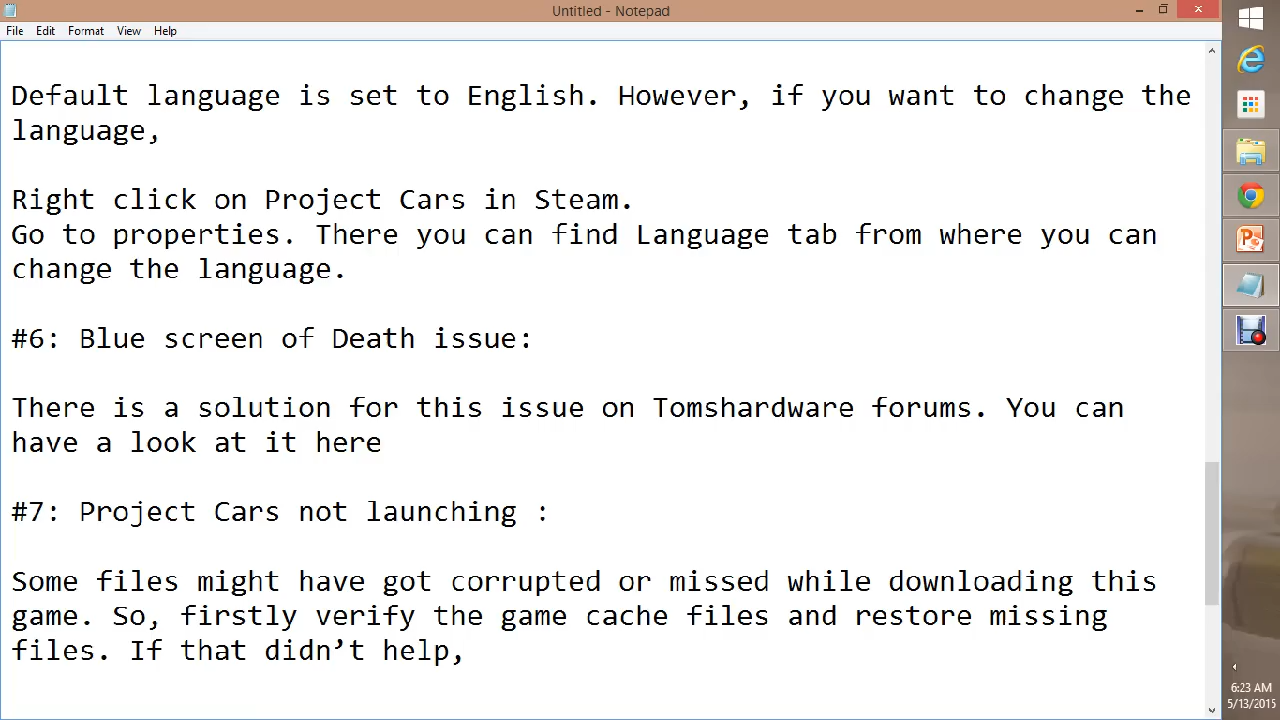 Untitled - Notepad
File Edit Format View Help
Default language is set to English. However, if you want to change the
language,
Right click on Project Cars in Steam.
Go to properties. There you can find Language tab from where you can
change the language.
#6: Blue screen of Death issue:
There is a solution for this issue on Tomshardware forums. You can
have a look at it here
#7: Project Cars not launching :
Some files might have got corrupted or missed while downloading this
game. So, firstly verify the game cache files and restore missing
files. If that didn’t help,
6:23 AM
5/13/2015